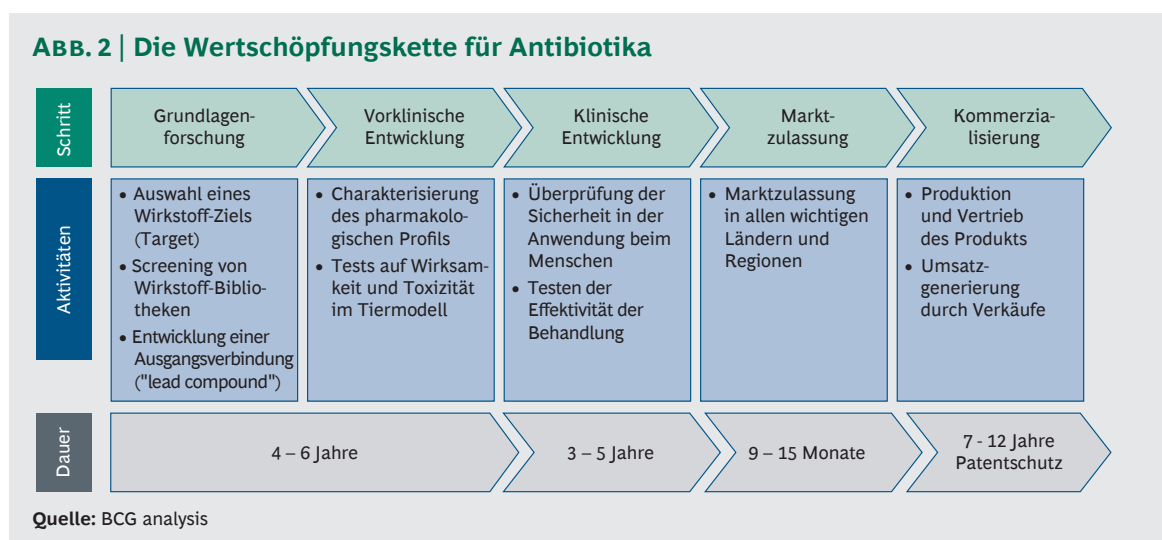 ABB. 2 | Die Wertschöpfungskette für Antibiotika
Schritt
Grundlagen-
forschung
Vorklinische
Entwicklung
Klinische
Entwicklung
Markt-
zulassung
Kommerzia-
lisierung
Aktivitäten
• Auswahl eines
Wirkstoff-Ziels
(Target)
• Screening von
Wirkstoff-Biblio-
theken
• Entwicklung einer
Ausgangsverbindung
("lead compound")
• Charakterisierung
des pharmakolo-
gischen Profils
• Tests auf Wirksam-
keit und Toxizität
im Tiermodell
• Überprüfung der
Sicherheit in der
Anwendung beim
Menschen
• Testen der
Effektivität der
Behandlung
• Marktzulassung
in allen wichtigen
Ländern und
Regionen
• Produktion
und Vertrieb
des Produkts
• Umsatz-
generierung
durch Verkäufe
Dauer
4 – 6 Jahre
3 – 5 Jahre
9 – 15 Monate
7 - 12 Jahre
Patentschutz
Quelle: BCG analysis